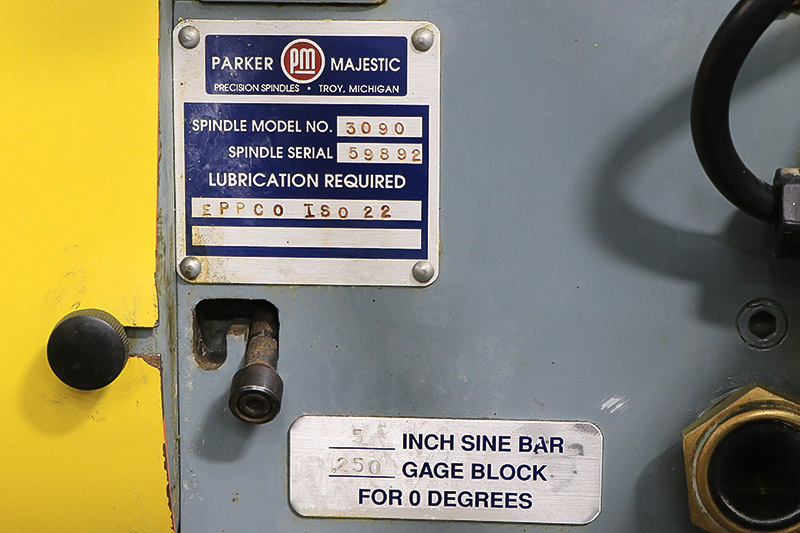 PARKER PM MAJESTIC
PRECISION SPINDLES • TROY, MICHIGAN
SPINDLE MODEL NO. 3090
SPINDLE SERIAL 59892
LUBRICATION REQUIRED
EPPCO ISO 22
5 INCH SINE BAR
.250 GAGE BLOCK
FOR 0 DEGREES